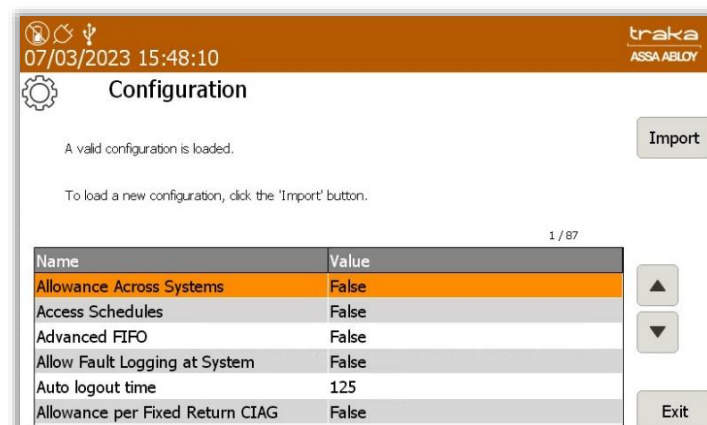 traka
07/03/2023 15:48:10
ASSA ABLOY
Configuration
Import
A valid configuration is loaded.
To load a new configuration, click the 'Import' button.
1 / 87
Name Value
Allowance Across Systems False
Access Schedules False
Advanced FIFO False
Allow Fault Logging at System False
Auto logout time 125
Allowance per Fixed Return CIAG False
Exit